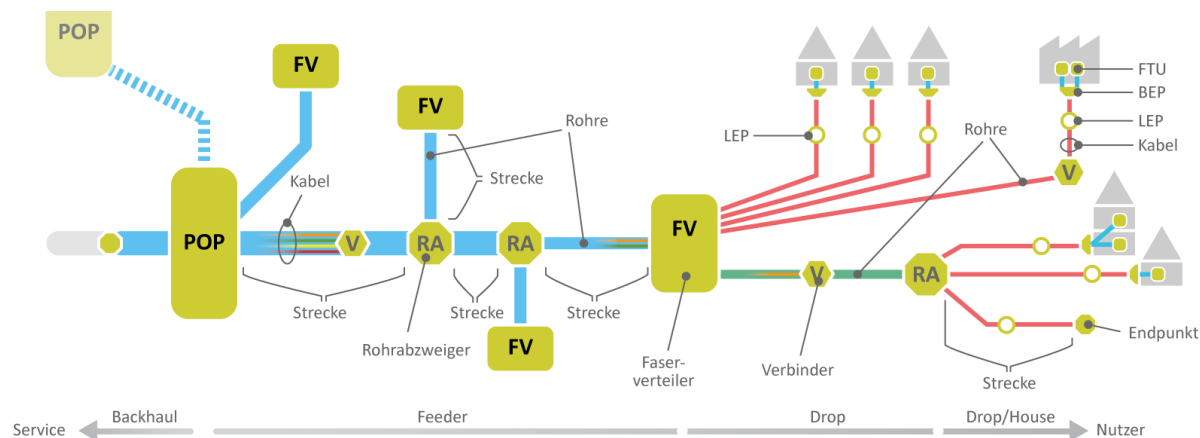 POP
FV
FV
LEP
Rohre
Rohre
FTU
BEP
LEP
Kabel
Kabel
Strecke
V
POP
V
RA
RA
FV
V
RA
Strecke
Strecke
Strecke
Rohrabzweiger
FV
Faser-
verteiler
Verbinder
Endpunkt
Strecke
Service
Backhaul
Feeder
Drop
Drop/House
Nutzer